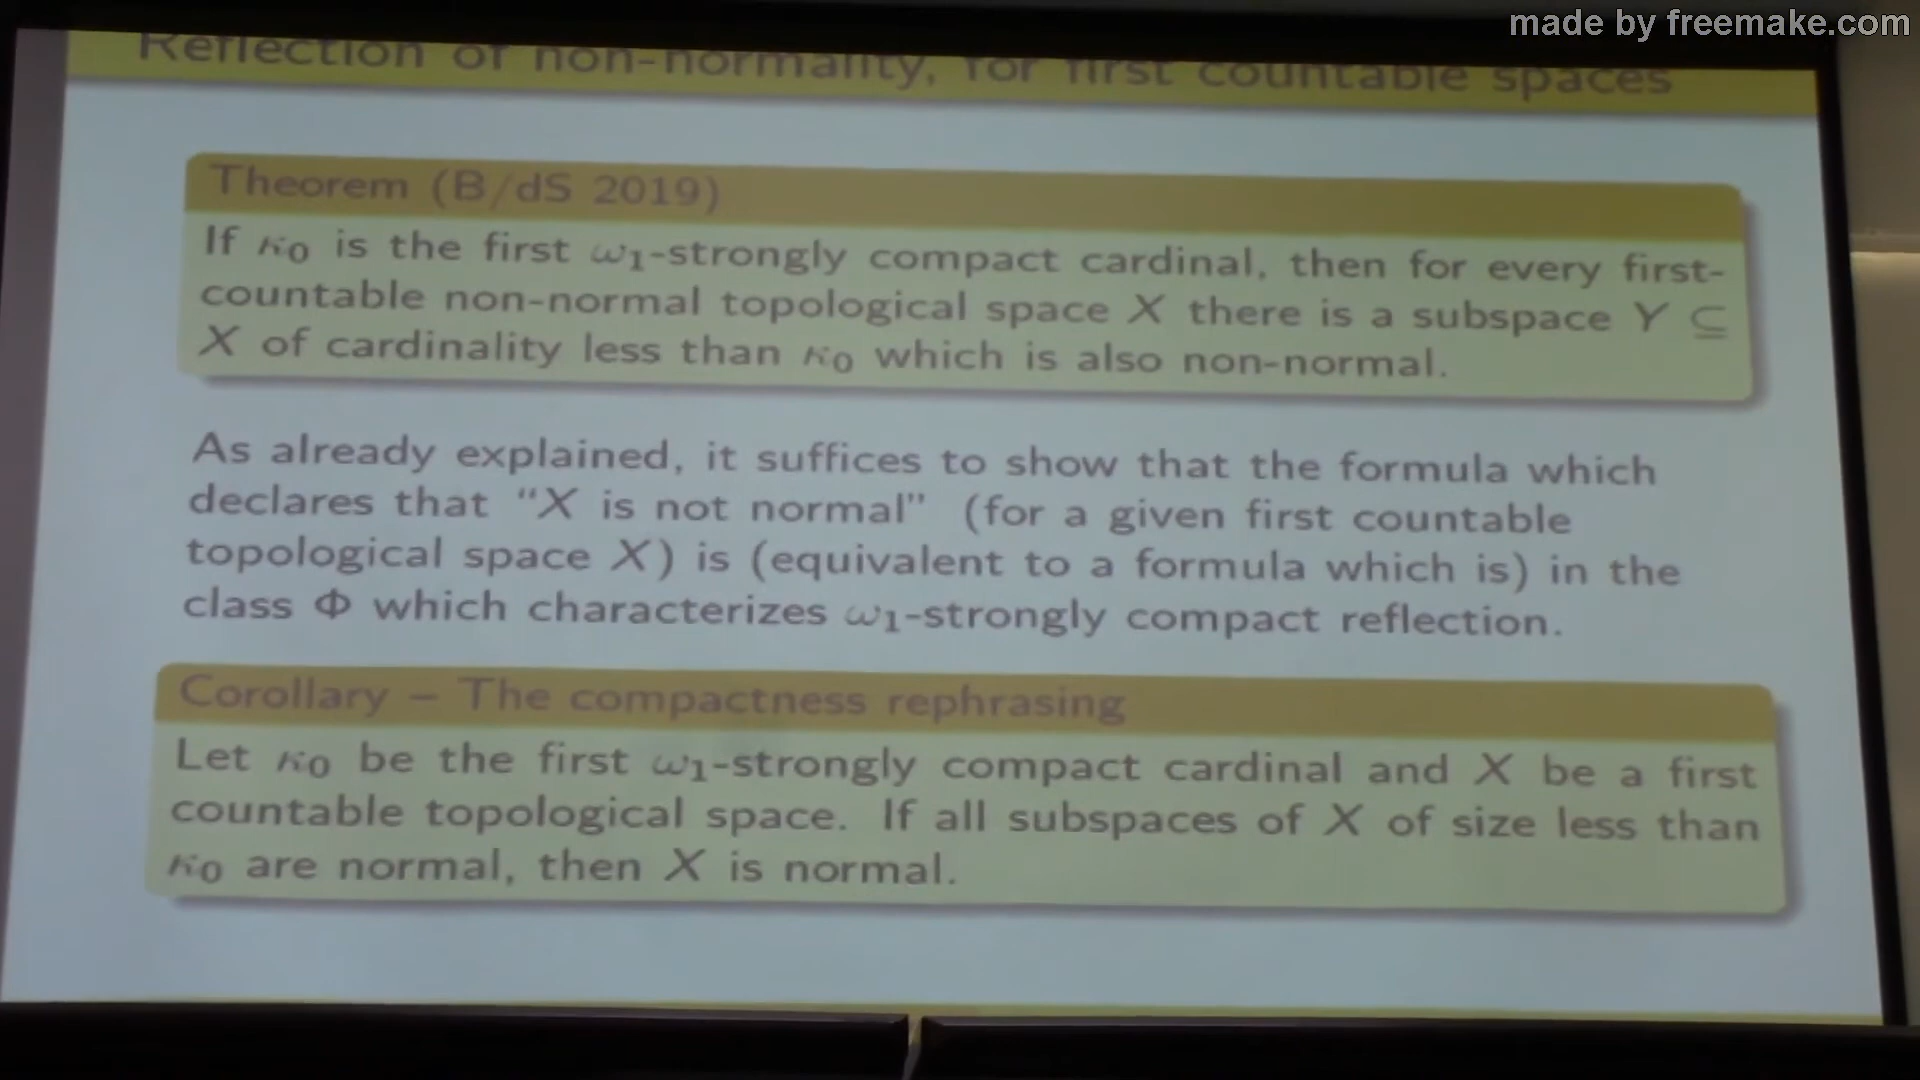 made by freemake.com
Reflection of non-normality, for first countable spaces
Theorem (B/dS 2019)
If κ₀ is the first ω₁-strongly compact cardinal, then for every first-
countable non-normal topological space X there is a subspace Y ⊆
X of cardinality less than κ₀ which is also non-normal.
As already explained, it suffices to show that the formula which
declares that “X is not normal” (for a given first countable
topological space X) is (equivalent to a formula which is) in the
class Φ which characterizes ω₁-strongly compact reflection.
Corollary – The compactness rephrasing
Let κ₀ be the first ω₁-strongly compact cardinal and X be a first
countable topological space. If all subspaces of X of size less than
κ₀ are normal, then X is normal.